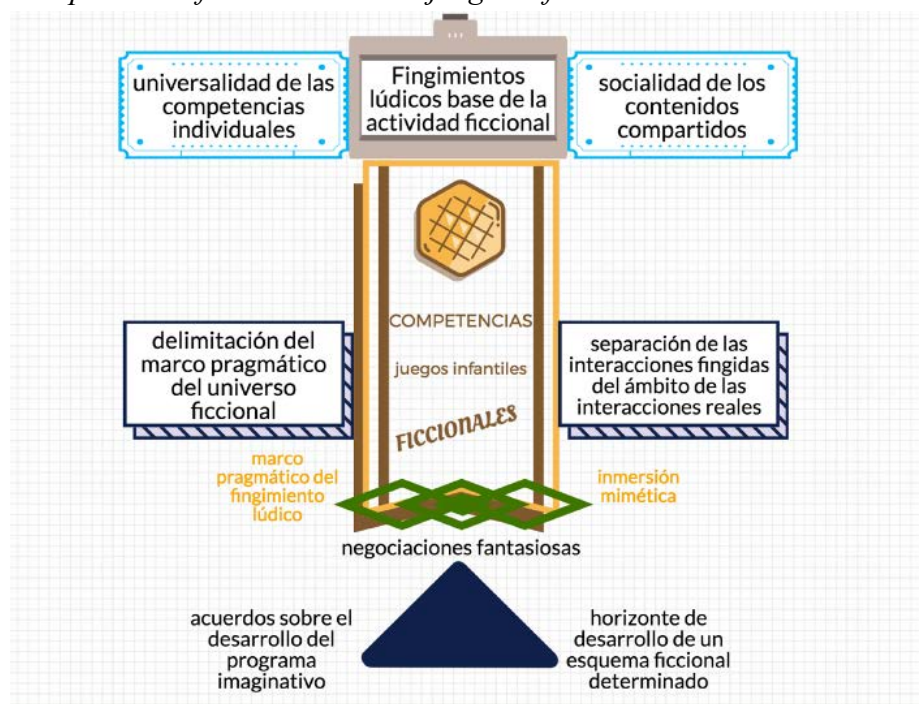 universalidad de las
competencias
individuales
Fingimientos
lúdicos base de la
actividad ficcional
socialidad de los
contenidos
compartidos
COMPETENCIAS
juegos infantiles
FICCIONALES
delimitación del
marco pragmático
del universo
ficcional
separación de las
interacciones fingidas
del ámbito de las
interacciones reales
marco
pragmático del
fingimiento
lúdico
inmersión
mimética
negociaciones fantasiosas
acuerdos sobre el
desarrollo del
programa
imaginativo
horizonte de
desarrollo de un
esquema ficcional
determinado